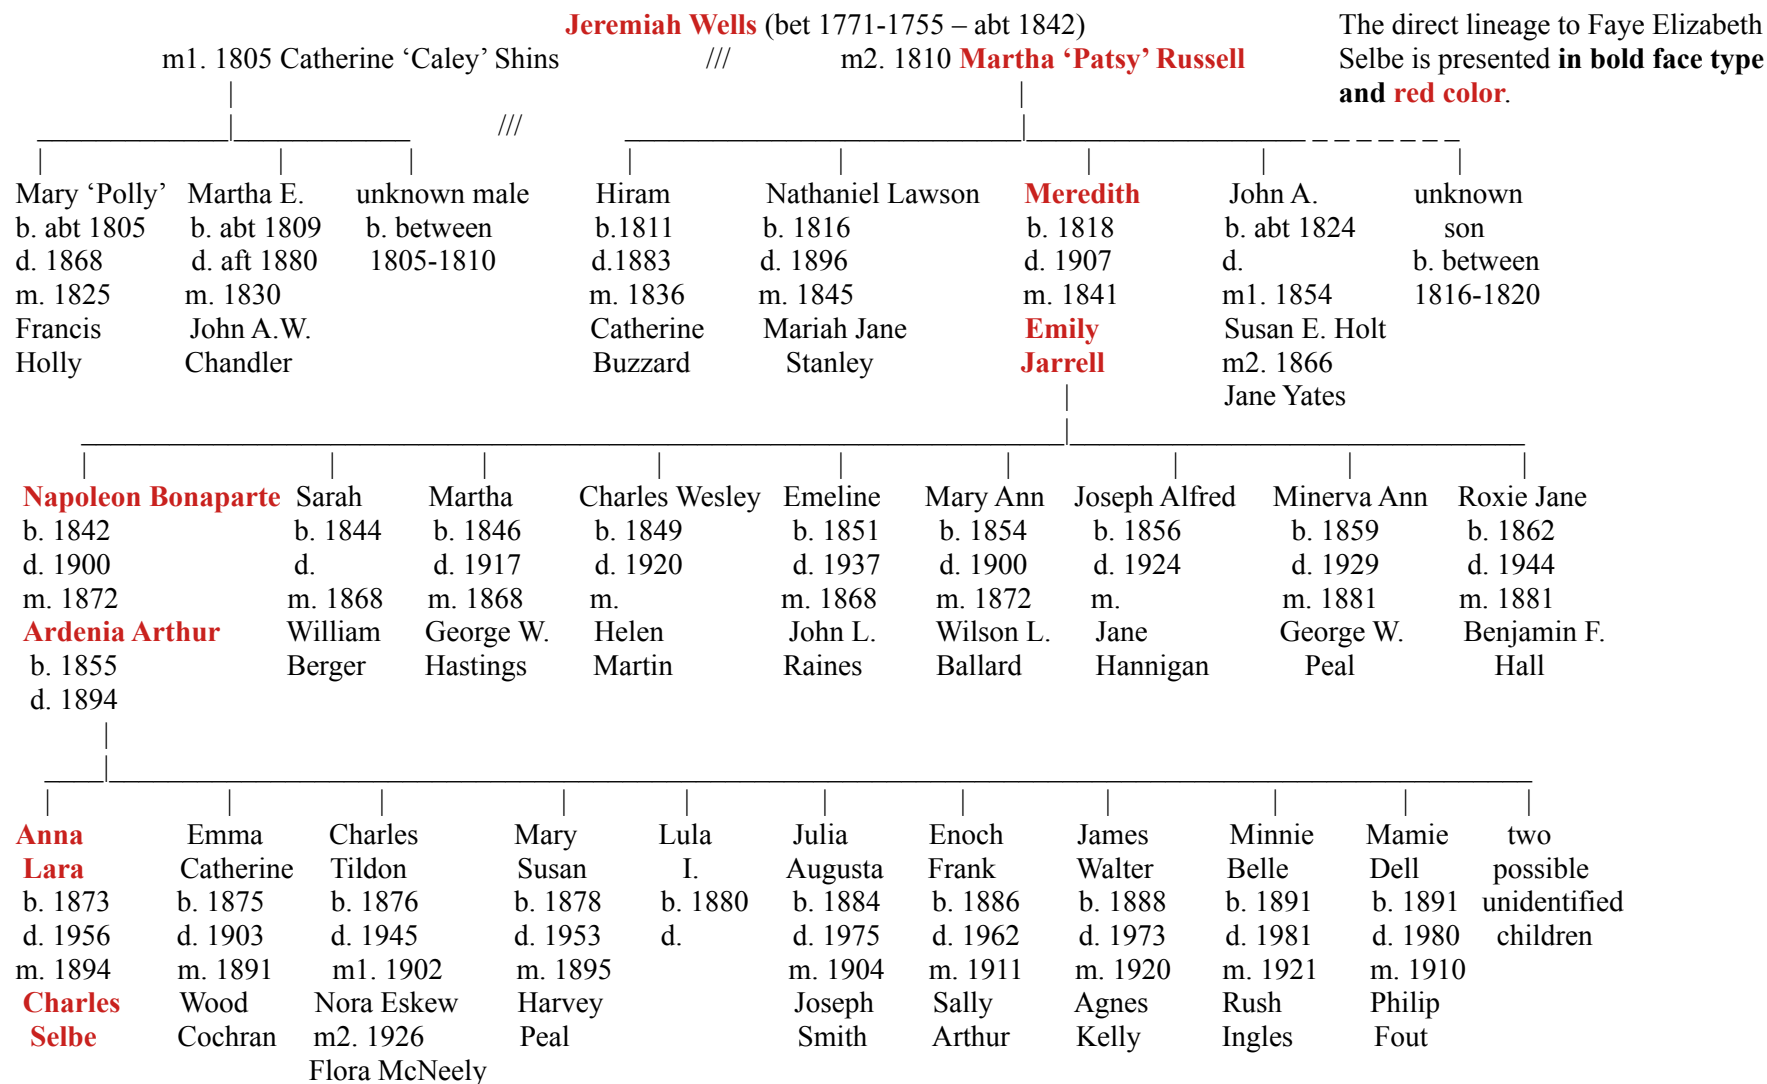 Jeremiah Wells (bet 1771-1755 – abt 1842)
m1. 1805 Catherine ‘Caley’ Shins /// m2. 1810 Martha ‘Patsy’ Russell
The direct lineage to Faye Elizabeth
Selbe is presented in bold face type
and red color.
///
Mary ‘Polly’
b. abt 1805
d. 1868
m. 1825
Francis
Holly
Martha E.
b. abt 1809
d. aft 1880
m. 1830
John A.W.
Chandler
unknown male
b. between
1805-1810
Hiram
b.1811
d.1883
m. 1836
Catherine
Buzzard
Nathaniel Lawson
b. 1816
d. 1896
m. 1845
Mariah Jane
Stanley
Meredith
b. 1818
d. 1907
m. 1841
Emily
Jarrell
John A.
b. abt 1824
d.
m1. 1854
Susan E. Holt
m2. 1866
Jane Yates
unknown
son
b. between
1816-1820
Napoleon Bonaparte
b. 1842
d. 1900
m. 1872
Ardenia Arthur
b. 1855
d. 1894
Sarah
b. 1844
d.
m. 1868
William
Berger
Martha
b. 1846
d. 1917
m. 1868
George W.
Hastings
Charles Wesley
b. 1849
d. 1920
m.
Helen
Martin
Emeline
b. 1851
d. 1937
m. 1868
John L.
Raines
Mary Ann
b. 1854
d. 1900
m. 1872
Wilson L.
Ballard
Joseph Alfred
b. 1856
d. 1924
m.
Jane
Hannigan
Minerva Ann
b. 1859
d. 1929
m. 1881
George W.
Peal
Roxie Jane
b. 1862
d. 1944
m. 1881
Benjamin F.
Hall
Anna
Lara
b. 1873
d. 1956
m. 1894
Charles
Selbe
Emma
Catherine
b. 1875
d. 1903
m. 1891
Wood
Cochran
Charles
Tildon
b. 1876
d. 1945
m1. 1902
Nora Eskew
m2. 1926
Flora McNeely
Mary
Susan
b. 1878
d. 1953
m. 1895
Harvey
Peal
Lula
I.
b. 1880
d.
Julia
Augusta
b. 1884
d. 1975
m. 1904
Joseph
Smith
Enoch
Frank
b. 1886
d. 1962
m. 1911
Sally
Arthur
James
Walter
b. 1888
d. 1973
m. 1920
Agnes
Kelly
Minnie
Belle
b. 1891
d. 1981
m. 1921
Rush
Ingles
Mamie
Dell
b. 1891
d. 1980
m. 1910
Philip
Fout
two
possible
unidentified
children